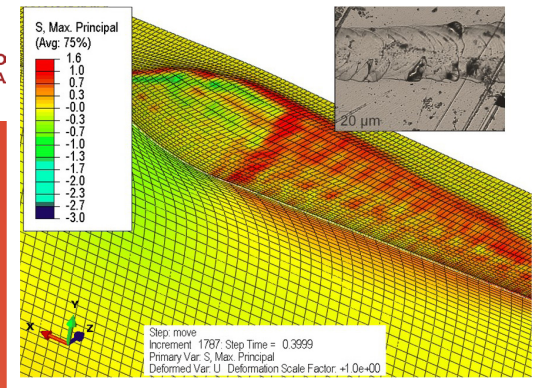 S, Max. Principal
(Avg: 75%)
1.6
1.0
0.7
0.3
-0.0
-0.3
-0.7
-1.0
-1.3
-1.7
-2.0
-2.3
-2.7
-3.0
20 µm
Y
X
Z
Step: move
Increment 1787: Step Time = 0.3999
Primary Var: S, Max. Principal
Deformed Var: U Deformation Scale Factor: +1.0e+00